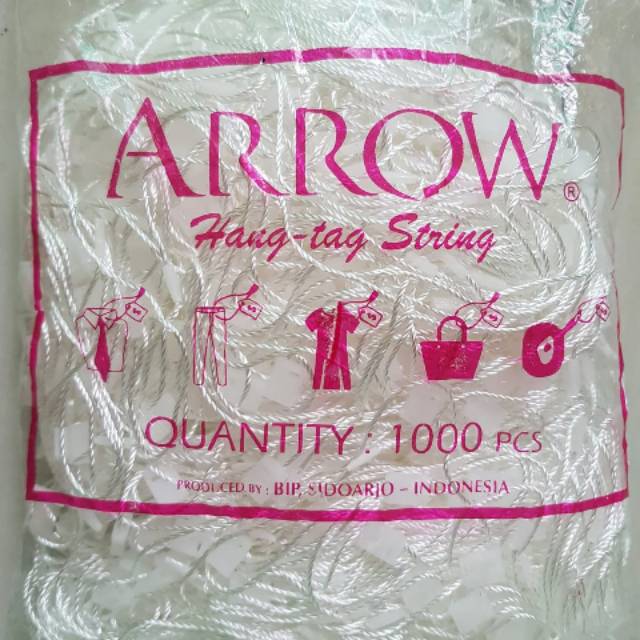 ARROW®
Hang-tag String
QUANTITY : 1000 PCS
PRODUCED BY : BIP, SIDOARJO - INDONESIA